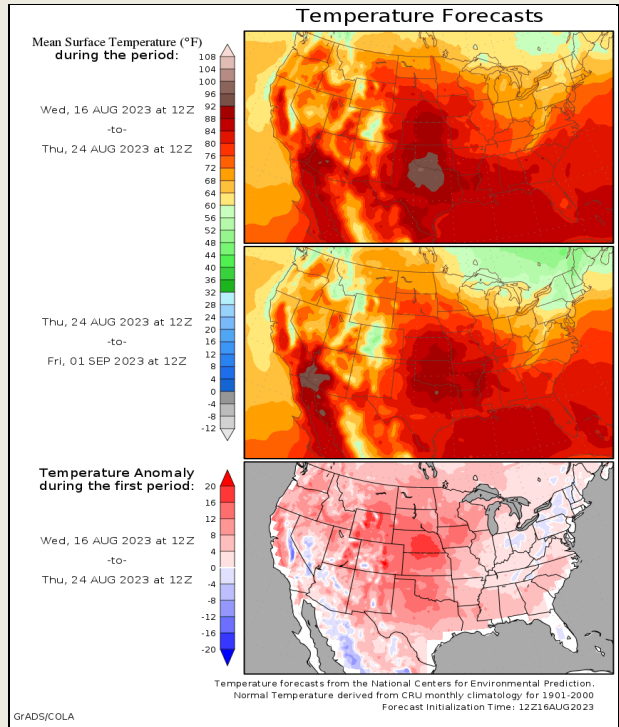 Temperature Forecasts
Mean Surface Temperature (°F)
during the period:
Wed, 16 AUG 2023 at 12Z
-to-
Thu, 24 AUG 2023 at 12Z
108
104
100
96
92
88
84
80
76
72
68
64
60
56
52
48
44
40
36
32
28
24
20
16
12
8
4
0
-4
-8
-12
Thu, 24 AUG 2023 at 12Z
-to-
Fri, 01 SEP 2023 at 12Z
Temperature Anomaly
during the first period:
Wed, 16 AUG 2023 at 12Z
-to-
Thu, 24 AUG 2023 at 12Z
20
16
12
8
4
0
-4
-8
-12
-16
-20
Temperature forecasts from the National Centers for Environmental Prediction.
Normal Temperature derived from CRU monthly climatology for 1901-2000
Forecast Initialization Time: 12Z16AUG2023
GrADS/COLA